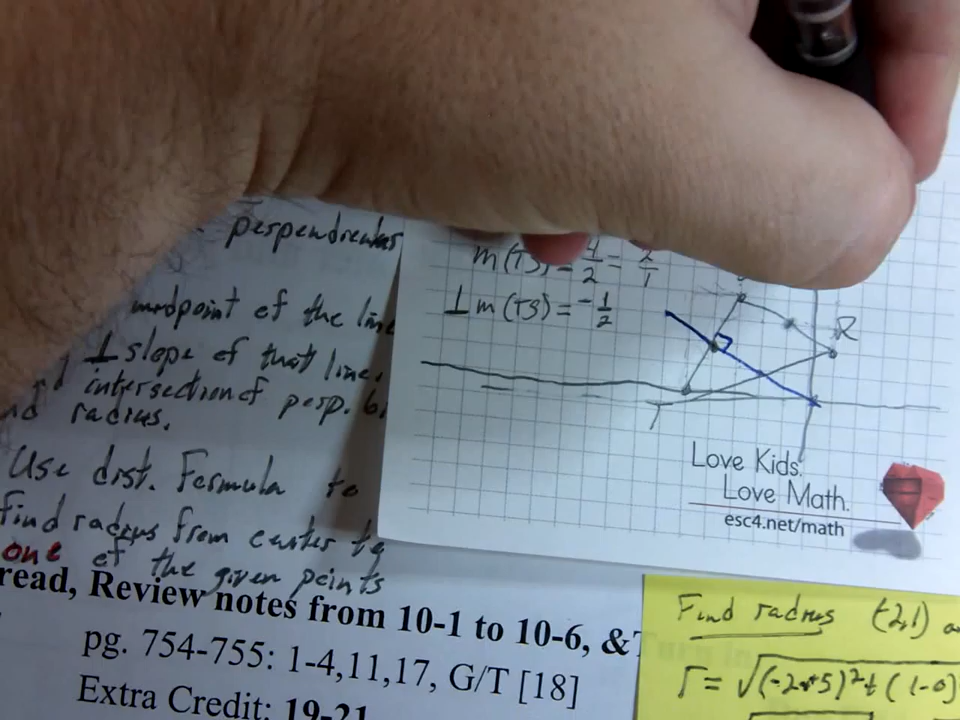 perpendicular
m(TS) = 4/2 = 2/1
midpoint of the line
⊥ m(TS) = -1/2
⊥ slope of that line.
intersection of perp.
radius.
R
T
Use dist. Formula to
find radius from center to
one of the given points
Love Kids.
Love Math.
esc4.net/math
read, Review notes from 10-1 to 10-6, &
pg. 754-755: 1-4,11,17, G/T [18]
Extra Credit: 19-21
Find radius (-2,1)
r = √(-2+5)²+(1-0)